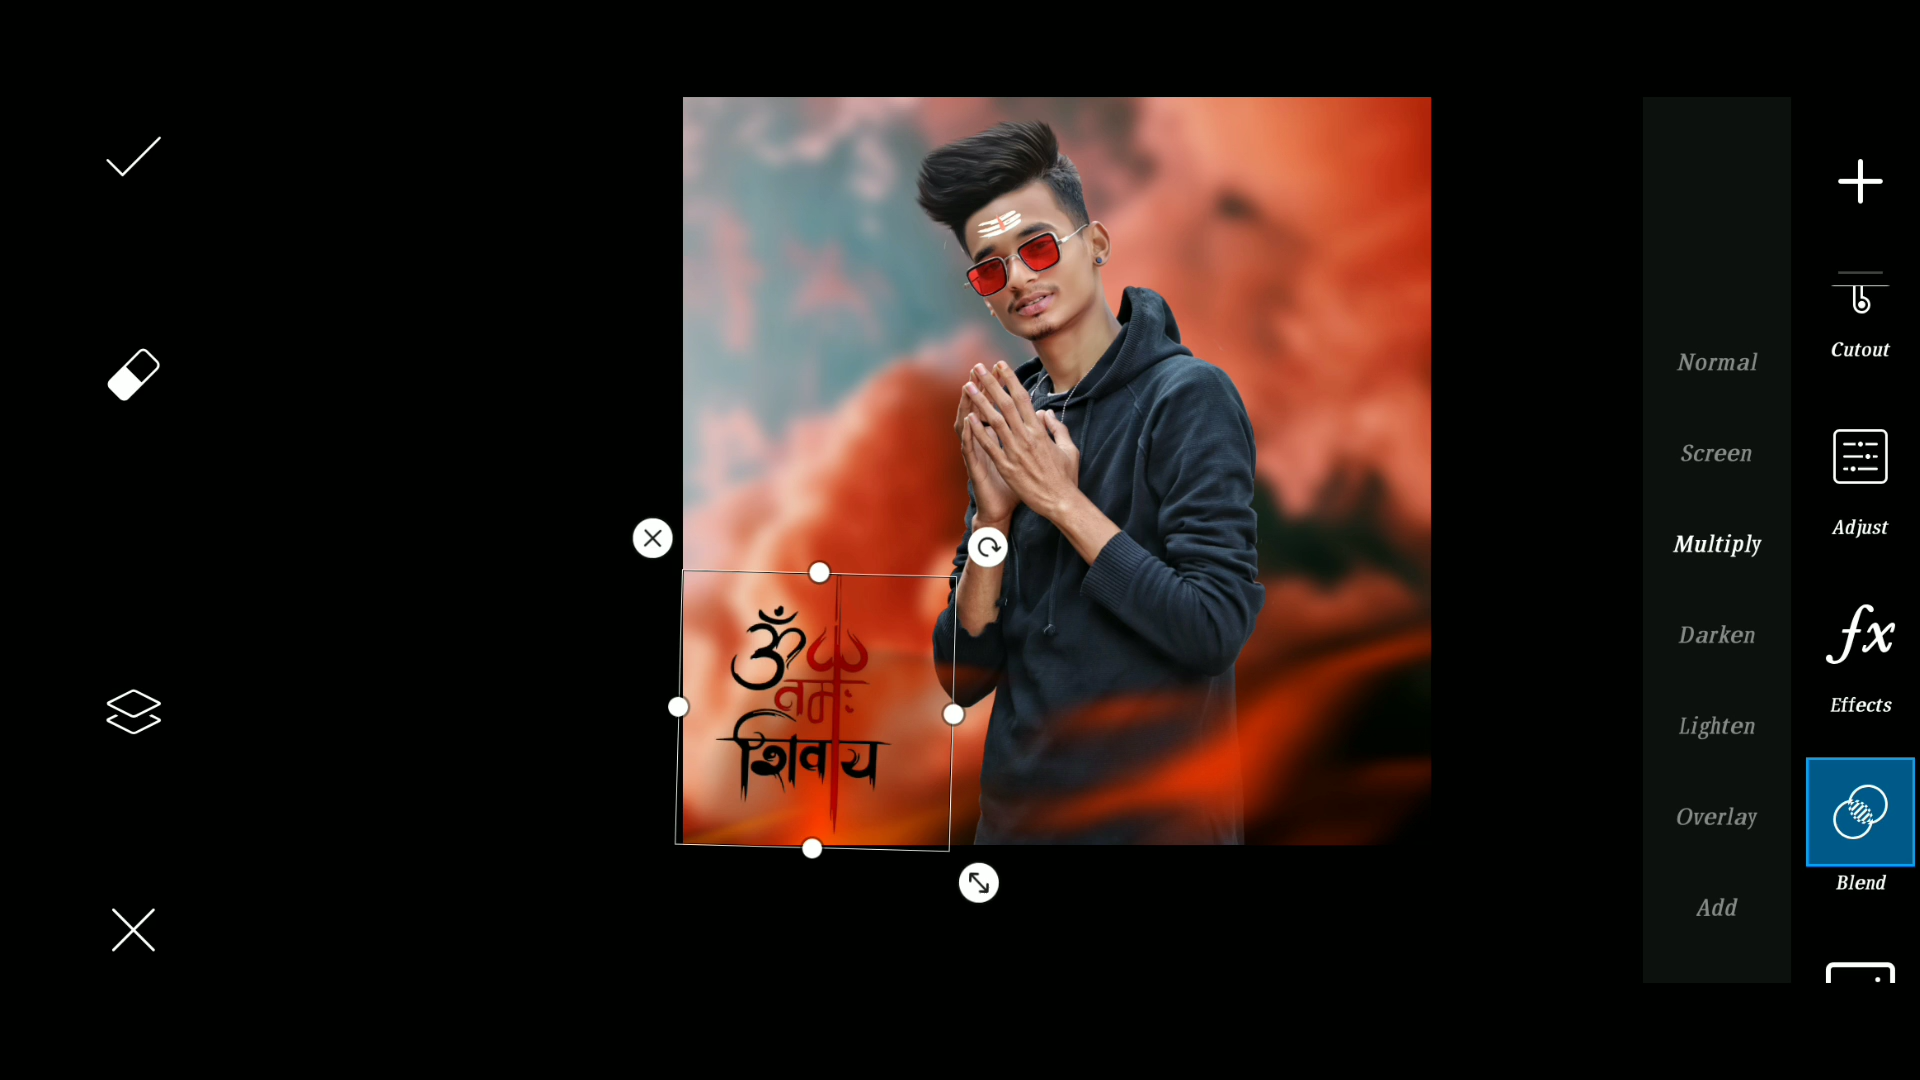 ॐ
नमः
शिवाय
Normal
Screen
Multiply
Darken
Lighten
Overlay
Add
Cutout
Adjust
fx
Effects
Blend